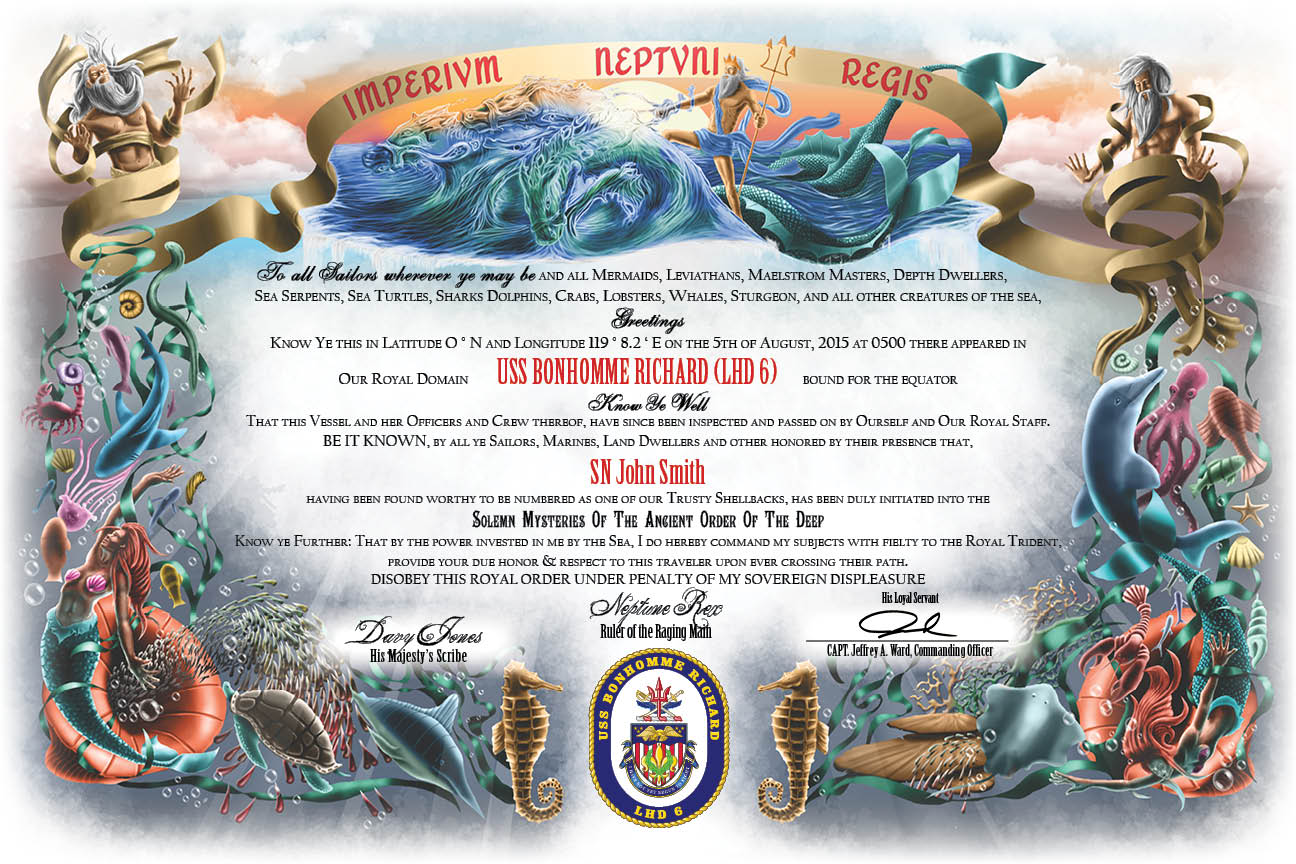 IMPERIVM NEPTVNI REGIS
To all Sailors wherever ye may be and all Mermaids, Leviathans, Maelstrom Masters, Depth Dwellers,
Sea Serpents, Sea Turtles, Sharks Dolphins, Crabs, Lobsters, Whales, Sturgeon, and all other creatures of the sea,
Greetings
Know Ye this in Latitude 0 ° N and Longitude 119 ° 8.2 ‘ E on the 5th of August, 2015 at 0500 there appeared in
Our Royal Domain USS BONHOMME RICHARD (LHD 6) bound for the equator
Know Ye Well
That this Vessel and her Officers and Crew thereof, have since been inspected and passed on by Ourself and Our Royal Staff.
BE IT KNOWN, by all ye Sailors, Marines, Land Dwellers and other honored by their presence that,
SN John Smith
having been found worthy to be numbered as one of our Trusty Shellbacks, has been duly initiated into the
Solemn Mysteries Of The Ancient Order Of The Deep
Know ye Further: That by the power invested in me by the Sea, I do hereby command my subjects with fielty to the Royal Trident,
provide your due honor & respect to this traveler upon ever crossing their path.
DISOBEY THIS ROYAL ORDER UNDER PENALTY OF MY SOVEREIGN DISPLEASURE
Davy Jones
His Majesty's Scribe
Neptune Rex
Ruler of the Raging Main
His Loyal Servant
CAPT. Jeffrey A. Ward, Commanding Officer
USS BONHOMME RICHARD
LHD 6